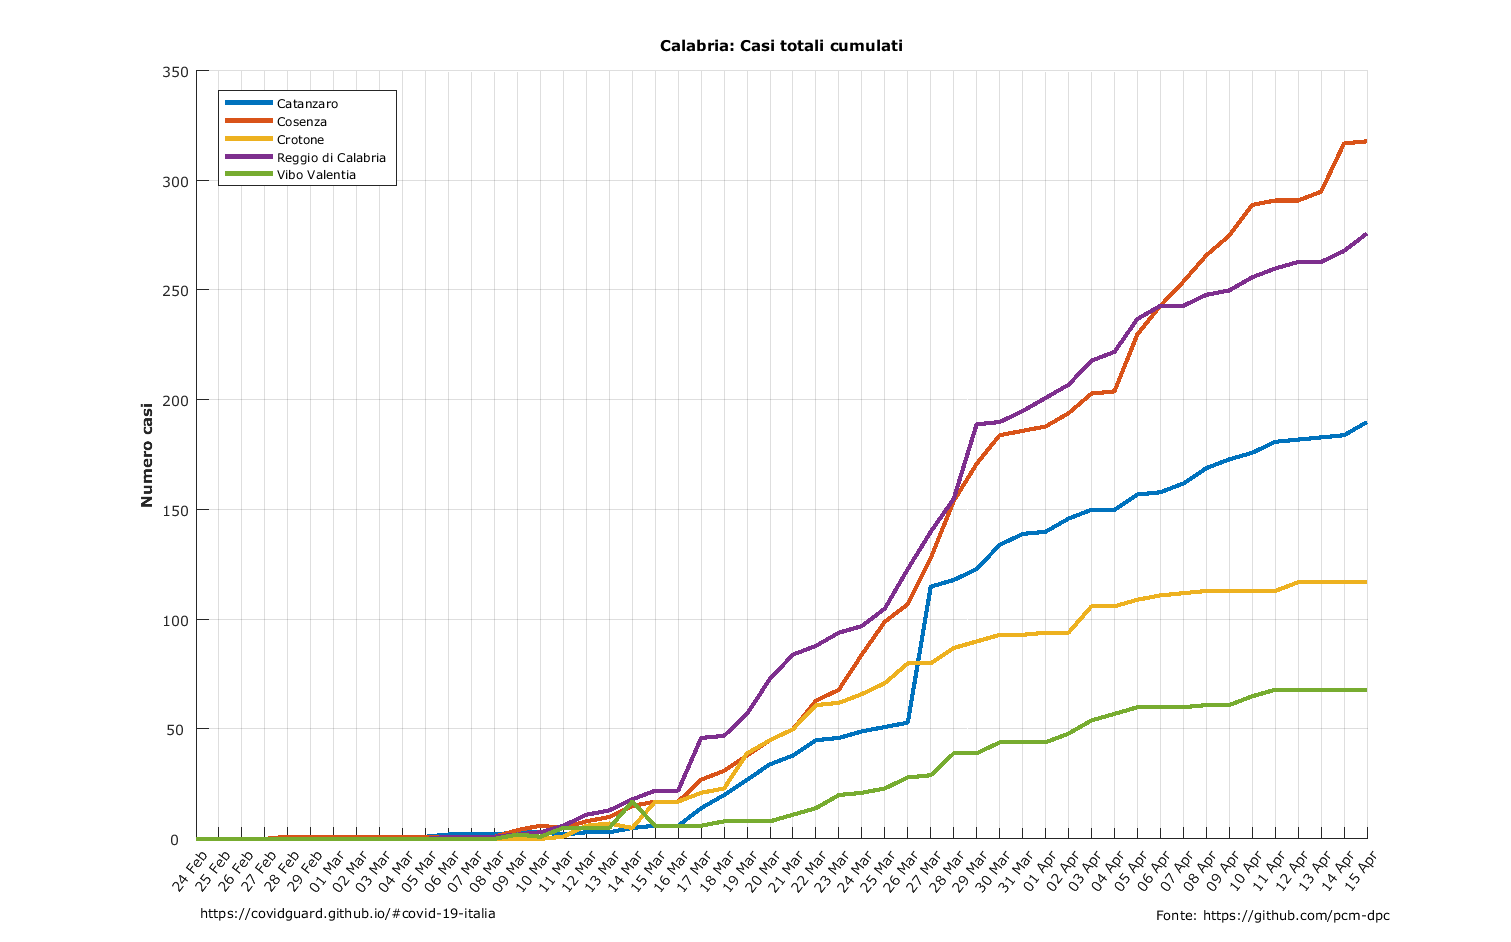 Calabria: Casi totali cumulati
350
300
250
200
150
100
50
0
Numero casi
Catanzaro
Cosenza
Crotone
Reggio di Calabria
Vibo Valentia
24 Feb
25 Feb
26 Feb
27 Feb
28 Feb
29 Feb
01 Mar
02 Mar
03 Mar
04 Mar
05 Mar
06 Mar
07 Mar
08 Mar
09 Mar
10 Mar
11 Mar
12 Mar
13 Mar
14 Mar
15 Mar
16 Mar
17 Mar
18 Mar
19 Mar
20 Mar
21 Mar
22 Mar
23 Mar
24 Mar
25 Mar
26 Mar
27 Mar
28 Mar
29 Mar
30 Mar
31 Mar
01 Apr
02 Apr
03 Apr
04 Apr
05 Apr
06 Apr
07 Apr
08 Apr
09 Apr
10 Apr
11 Apr
12 Apr
13 Apr
14 Apr
15 Apr
https://covidguard.github.io/#covid-19-italia
Fonte: https://github.com/pcm-dpc